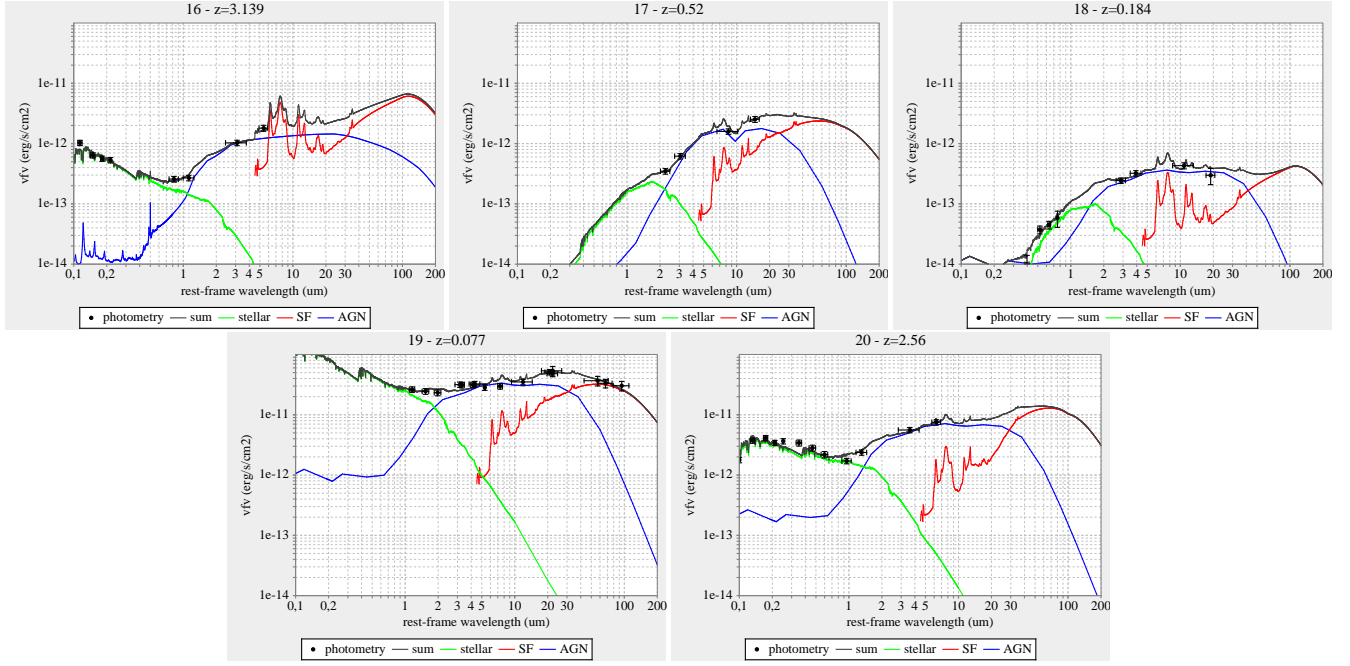 16 - z=3.139
vfv (erg/s/cm2)
1e-11
1e-12
1e-13
1e-14
0,1 0,2 1 2 3 4 5 10 20 30 100 200
rest-frame wavelength (um)
photometry sum stellar SF AGN
17 - z=0.52
vfv (erg/s/cm2)
1e-11
1e-12
1e-13
1e-14
0,1 0,2 1 2 3 4 5 10 20 30 100 200
rest-frame wavelength (um)
photometry sum stellar SF AGN
18 - z=0.184
vfv (erg/s/cm2)
1e-11
1e-12
1e-13
1e-14
0,1 0,2 1 2 3 4 5 10 20 30 100 200
rest-frame wavelength (um)
photometry sum stellar SF AGN
19 - z=0.077
vfv (erg/s/cm2)
1e-11
1e-12
1e-13
1e-14
0,1 0,2 1 2 3 4 5 10 20 30 100 200
rest-frame wavelength (um)
photometry sum stellar SF AGN
20 - z=2.56
vfv (erg/s/cm2)
1e-11
1e-12
1e-13
1e-14
0,1 0,2 1 2 3 4 5 10 20 30 100 200
rest-frame wavelength (um)
photometry sum stellar SF AGN